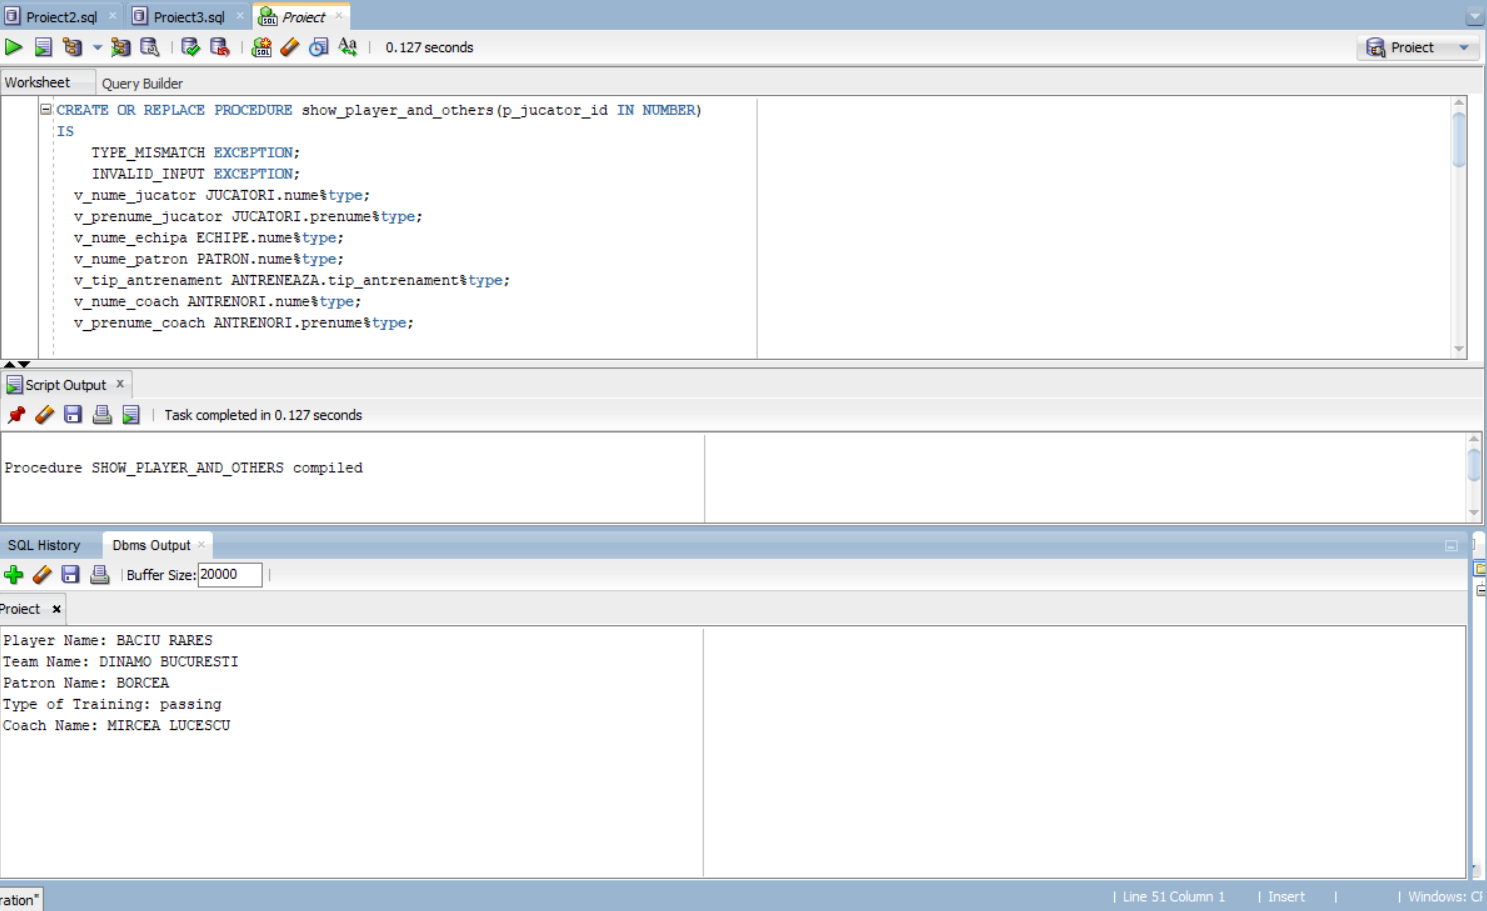 Proiect2.sql
Proiect3.sql
Proiect
0.127 seconds
Proiect
Worksheet
Query Builder
CREATE OR REPLACE PROCEDURE show_player_and_others(p_jucator_id IN NUMBER)
IS
TYPE_MISMATCH EXCEPTION;
INVALID_INPUT EXCEPTION;
v_nume_jucator JUCATORI.nume%type;
v_prenume_jucator JUCATORI.prenume%type;
v_nume_echipa ECHIPE.nume%type;
v_nume_patron PATRON.nume%type;
v_tip_antrenament ANTRENEAZA.tip_antrenament%type;
v_nume_coach ANTRENORI.nume%type;
v_prenume_coach ANTRENORI.prenume%type;
Script Output
Task completed in 0.127 seconds
Procedure SHOW_PLAYER_AND_OTHERS compiled
SQL History
Dbms Output
Buffer Size: 20000
Proiect
Player Name: BACIU RARES
Team Name: DINAMO BUCURESTI
Patron Name: BORCEA
Type of Training: passing
Coach Name: MIRCEA LUCESCU
ration"
Line 51 Column 1
Insert
Windows: